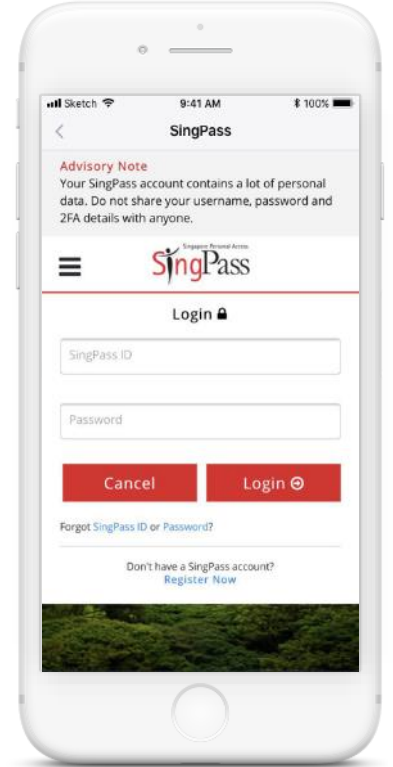 Sketch 9:41 AM 100%
SingPass
Advisory Note
Your SingPass account contains a lot of personal
data. Do not share your username, password and
2FA details with anyone.
Singapore Personal Access
SingPass
Login
SingPass ID
Password
Cancel Login
Forgot SingPass ID or Password?
Don't have a SingPass account?
Register Now